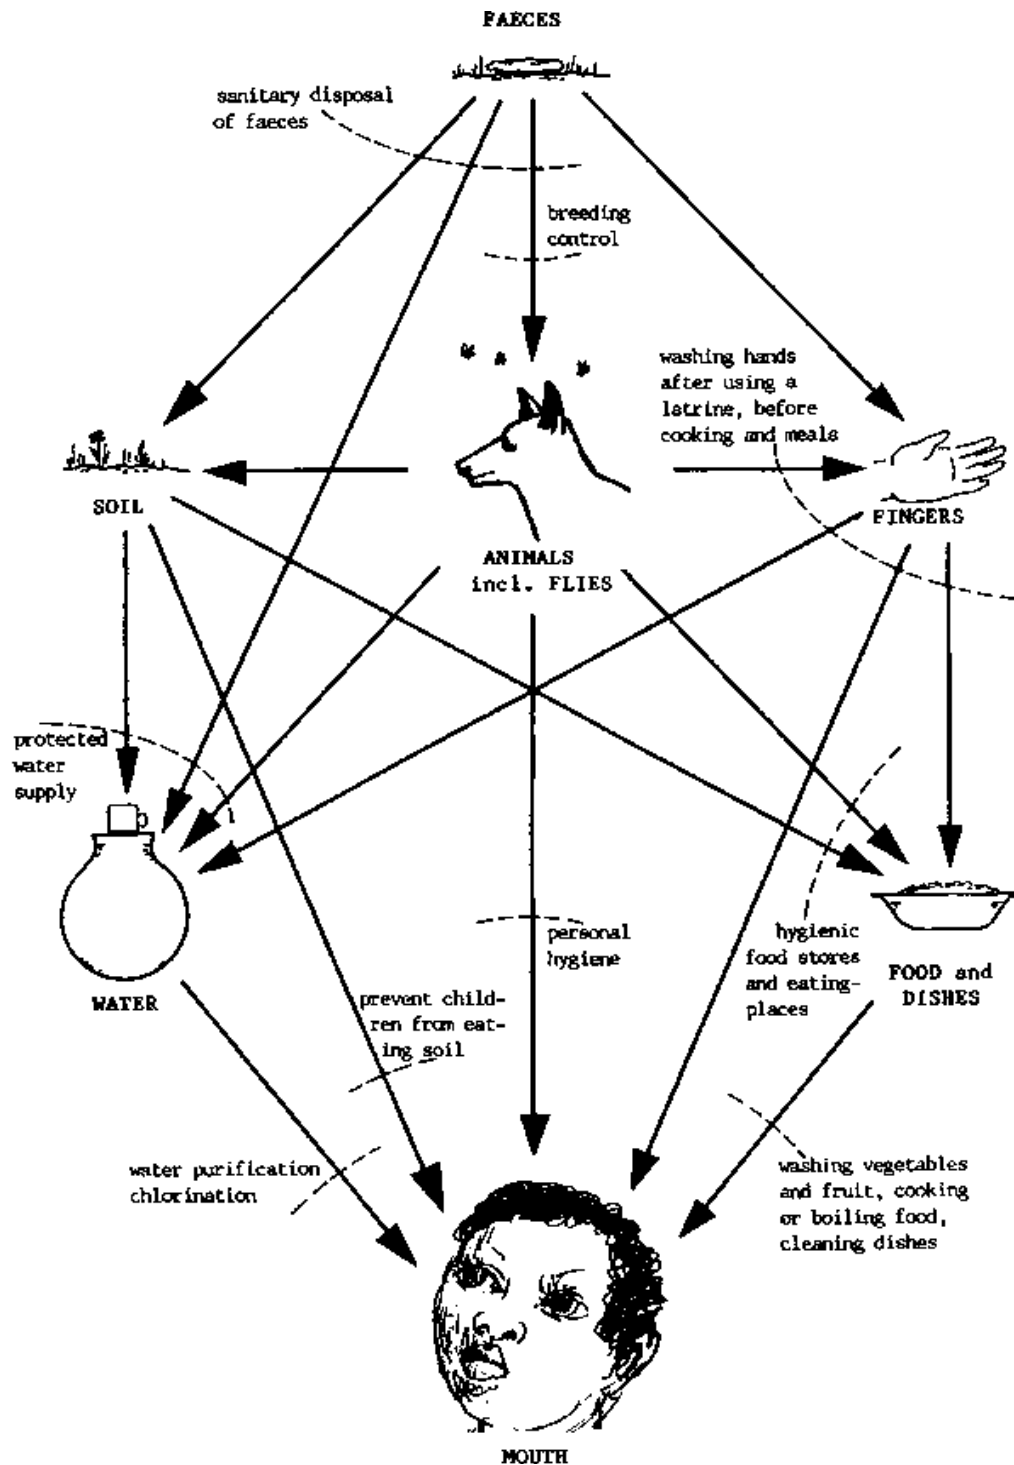 FAECES
sanitary disposal
of faeces
breeding
control
washing hands
after using a
latrine, before
cooking and meals
SOIL
FINGERS
ANIMALS
incl. FLIES
protected
water
supply
personal
hygiene
hygienic
food stores
and eating-
places
FOOD and
DISHES
WATER
prevent child-
ren from eat-
ing soil
water purification
chlorination
washing vegetables
and fruit, cooking
or boiling food,
cleaning dishes
MOUTH